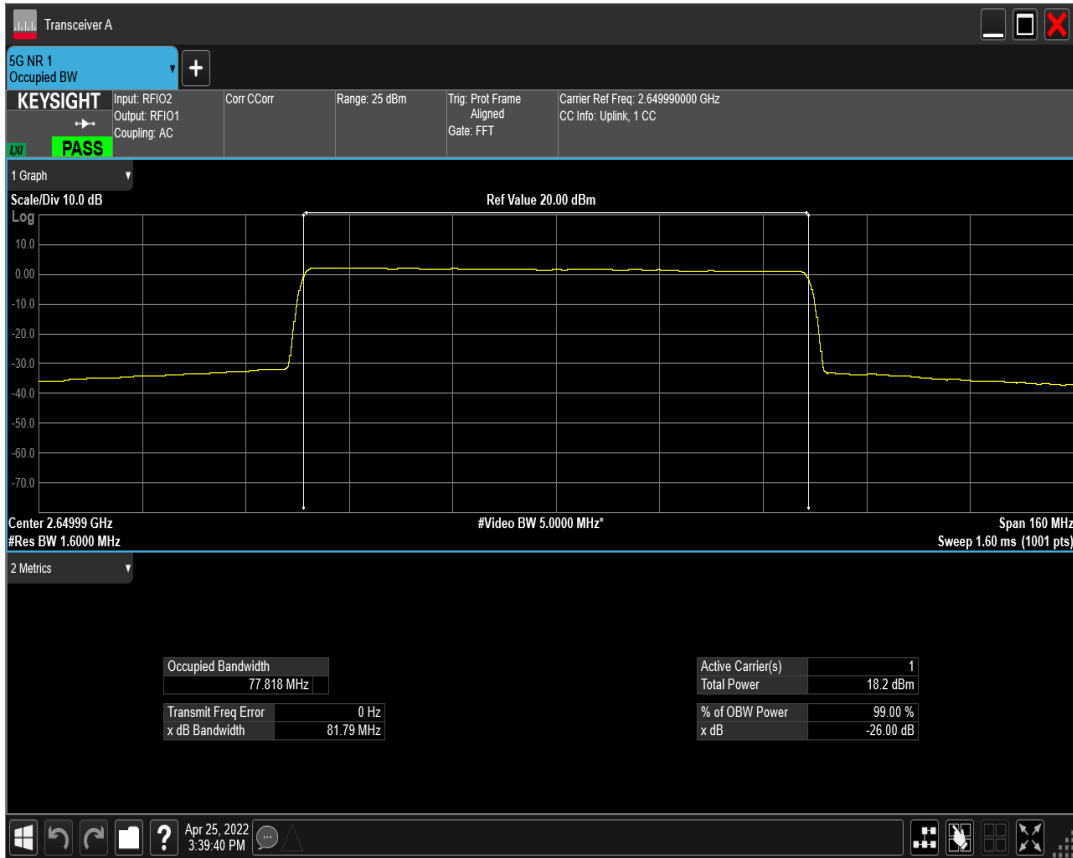 Transceiver A
5G NR 1
Occupied BW
+
KEYSIGHT
LXI
PASS
Input: RFIO2
Output: RFIO1
Coupling: AC
Corr CCorr
Range: 25 dBm
Trig: Prot Frame
Aligned
Gate: FFT
Carrier Ref Freq: 2.649990000 GHz
CC Info: Uplink, 1 CC
1 Graph
Scale/Div 10.0 dB
Ref Value 20.00 dBm
Log
10.0
0.00
-10.0
-20.0
-30.0
-40.0
-50.0
-60.0
-70.0
Center 2.64999 GHz
#Video BW 5.0000 MHz*
Span 160 MHz
#Res BW 1.6000 MHz
Sweep 1.60 ms (1001 pts)
2 Metrics
Occupied Bandwidth
77.818 MHz
Transmit Freq Error 0 Hz
x dB Bandwidth 81.79 MHz
Active Carrier(s) 1
Total Power 18.2 dBm
% of OBW Power 99.00 %
x dB -26.00 dB
?
Apr 25, 2022
3:39:40 PM